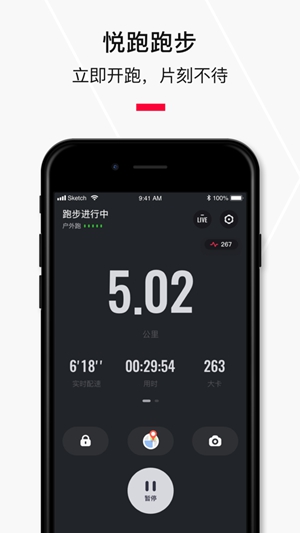 悦跑跑步
立即开跑，片刻不待
Sketch 9:41 AM 100%
跑步进行中
户外跑
LIVE
267
5.02
公里
6'18'' 00:29:54 263
实时配速 用时 大卡
暂停